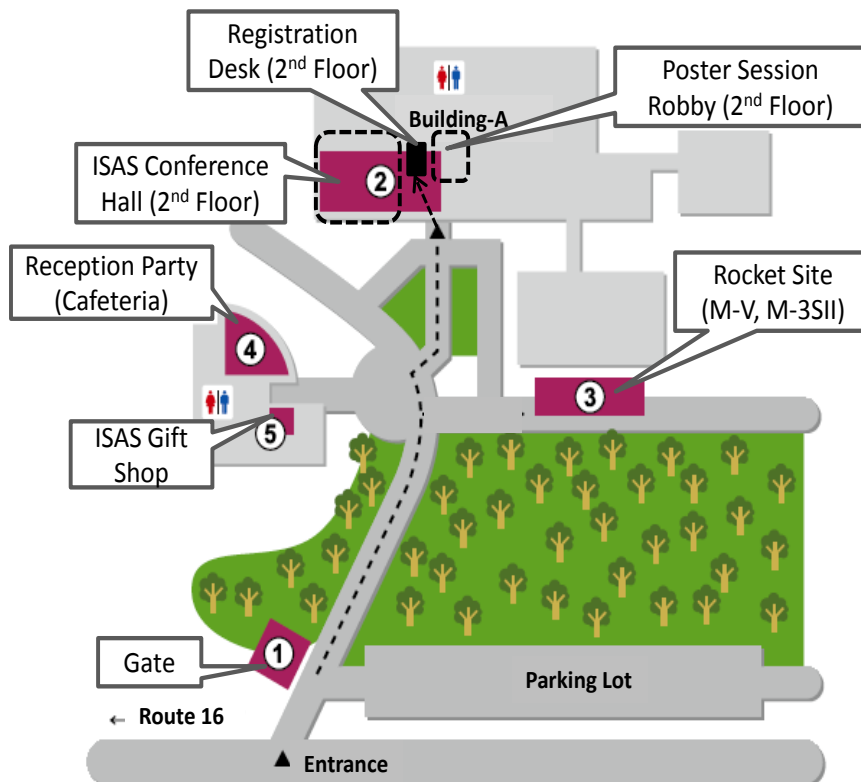 Registration
Desk (2nd Floor)
Poster Session
Robby (2nd Floor)
Building-A
ISAS Conference
Hall (2nd Floor)
2
Reception Party
(Cafeteria)
Rocket Site
(M-V, M-3SII)
4
3
5
ISAS Gift
Shop
1
Gate
Parking Lot
← Route 16
Entrance